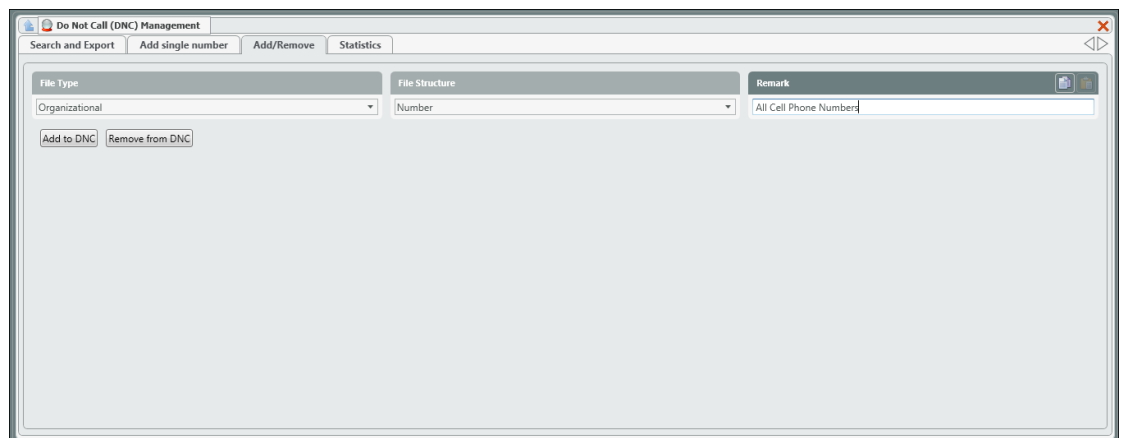 Do Not Call (DNC) Management
Search and Export Add single number Add/Remove Statistics
File Type File Structure Remark
Organizational Number All Cell Phone Numbers
Add to DNC Remove from DNC